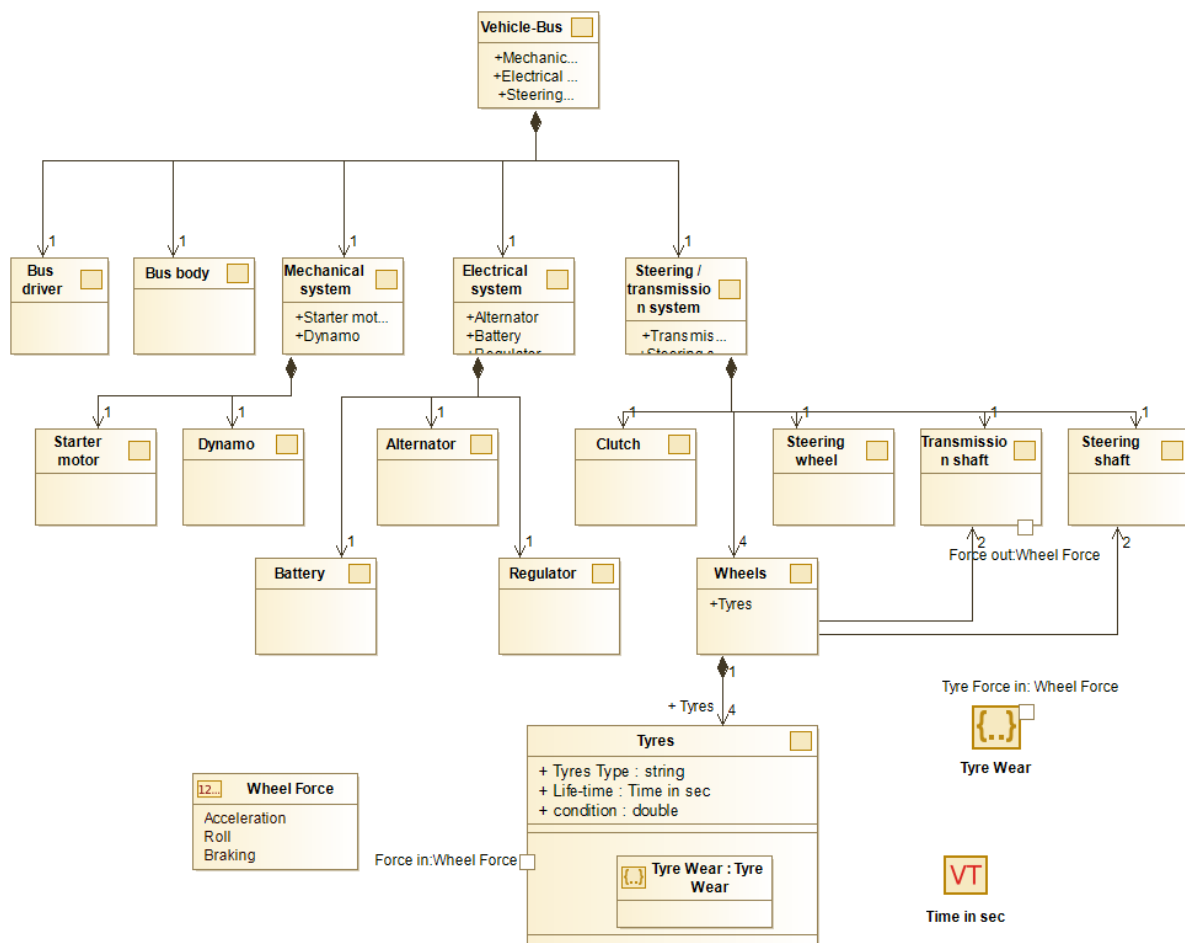 Vehicle-Bus
+Mechanic...
+Electrical ...
+Steering...
1
1
1
1
1
Bus
driver
Bus body
Mechanical
system
+Starter mot...
+Dynamo
Electrical
system
+Alternator
+Battery
+Regulator
Steering /
transmissio
n system
+Transmis...
+Steering s...
1
1
1
1
1
1
1
Starter
motor
Dynamo
Alternator
Clutch
Steering
wheel
Transmissio
n shaft
Steering
shaft
1
1
4
2
2
Force out:Wheel Force
Battery
Regulator
Wheels
+Tyres
1
+ Tyres
4
Tyre Force in: Wheel Force
{..}
Tyre Wear
Tyres
+ Tyres Type : string
+ Life-time : Time in sec
+ condition : double
12...
Wheel Force
Acceleration
Roll
Braking
Force in:Wheel Force
{..}
Tyre Wear : Tyre
Wear
VT
Time in sec